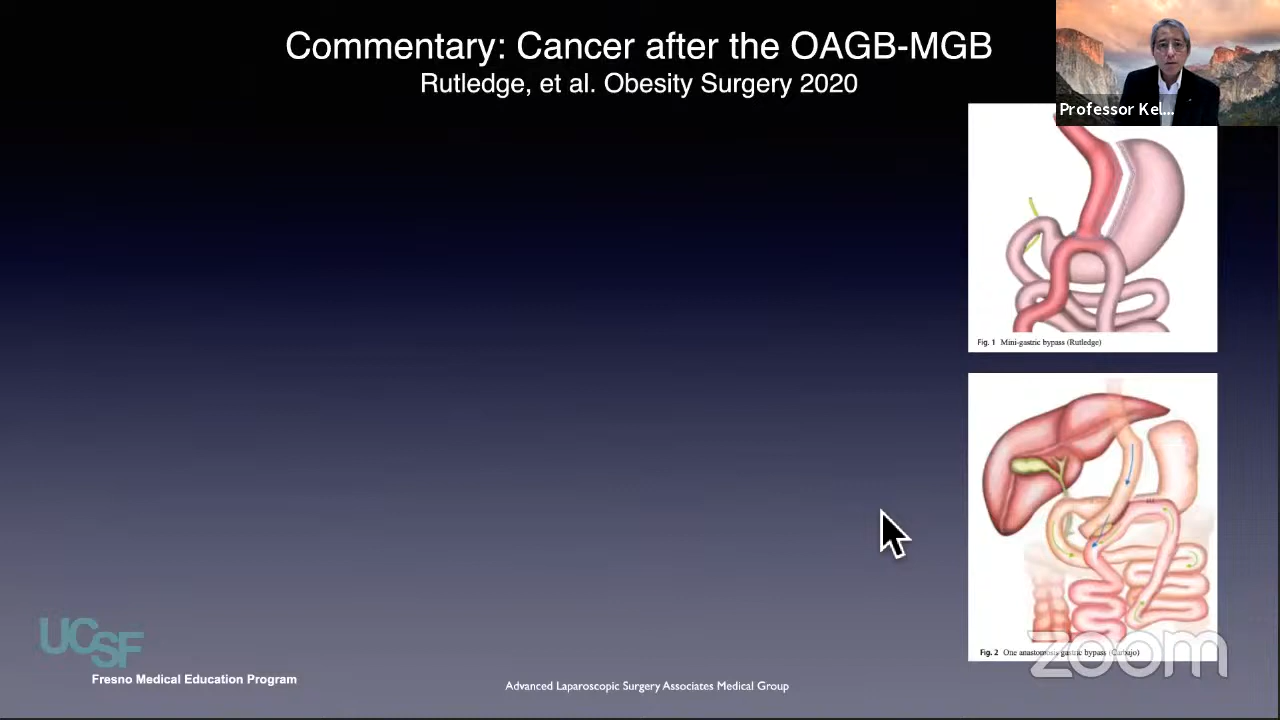 Commentary: Cancer after the OAGB-MGB
Rutledge, et al. Obesity Surgery 2020
Professor Kel...
Fig. 1 Mini-gastric bypass (Rutledge)
Fig. 2 One anastomosis gastric bypass (Carbajo)
zoom
UCSF
Fresno Medical Education Program
Advanced Laparoscopic Surgery Associates Medical Group